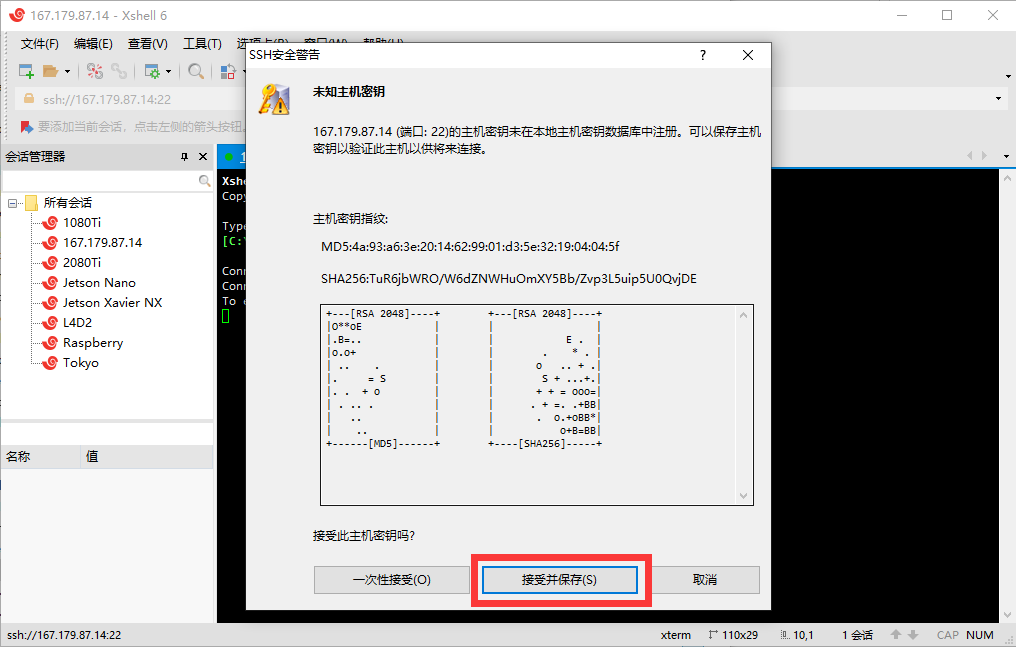 167.179.87.14 - Xshell 6
文件(F) 编辑(E) 查看(V) 工具(T)
SSH安全警告 ?
ssh://167.179.87.14:22
要添加当前会话，点击左侧的箭头按钮。
会话管理器
所有会话
1080Ti
167.179.87.14
2080Ti
Jetson Nano
Jetson Xavier NX
L4D2
Raspberry
Tokyo
名称 值
Xshe
Copy
Type
[C:\
Conn
Conn
To e
未知主机密钥
167.179.87.14 (端口: 22)的主机密钥未在本地主机密钥数据库中注册。可以保存主机
密钥以验证此主机以供将来连接。
主机密钥指纹:
MD5:4a:93:a6:3e:20:14:62:99:01:d3:5e:32:19:04:04:5f
SHA256:TuR6jbWRO/W6dZNWHuOmXY5Bb/Zvp3L5uip5U0QvjDE
+---[RSA 2048]----+        +---[RSA 2048]----+
|O**oE            |        |                 |
|.B=..            |        |            E .  |
|o.o+             |        |        .    * . |
| ..    .         |        |       o   .. + .|
|.     = S        |        |        S + ...+.|
|. .  + o         |        |       + + = ooo=|
| . .. .          |        |      . + =. .+BB|
|   ..            |        |       .  o.+oBB*|
|    ..           |        |           o+B=BB|
+------[MD5]------+        +----[SHA256]-----+
接受此主机密钥吗?
一次性接受(O) 接受并保存(S) 取消
ssh://167.179.87.14:22 xterm 110x29 10,1 1 会话 CAP NUM